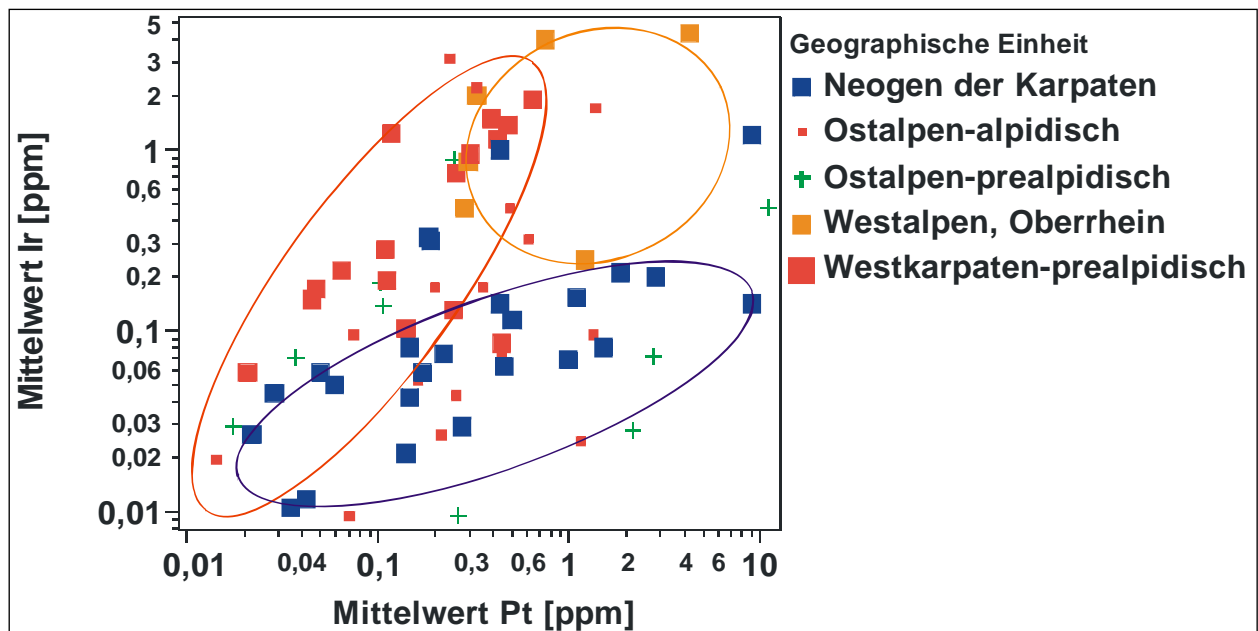 5
3
2
1
0,6
0,3
0,2
0,1
0,06
0,03
0,02
0,01
Mittelwert Ir [ppm]
0,01
0,04
0,1
0,3
0,6
1
2
4
6
10
Mittelwert Pt [ppm]
Geographische Einheit
Neogen der Karpaten
Ostalpen-alpidisch
Ostalpen-prealpidisch
Westalpen, Oberrhein
Westkarpaten-prealpidisch